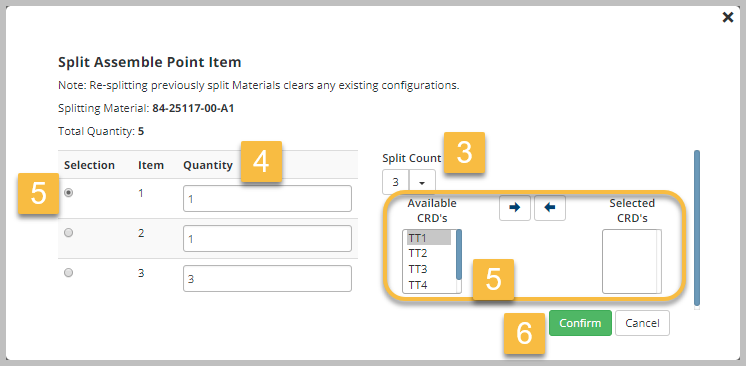 ×
Split Assemble Point Item
Note: Re-splitting previously split Materials clears any existing configurations.
Splitting Material: 84-25117-00-A1
Total Quantity: 5
Selection Item Quantity 4
5 1 1
2 1
3 3
Split Count 3
3
Available CRD's
Selected CRD's
TT1
TT2
TT3
TT4
5
6 Confirm Cancel